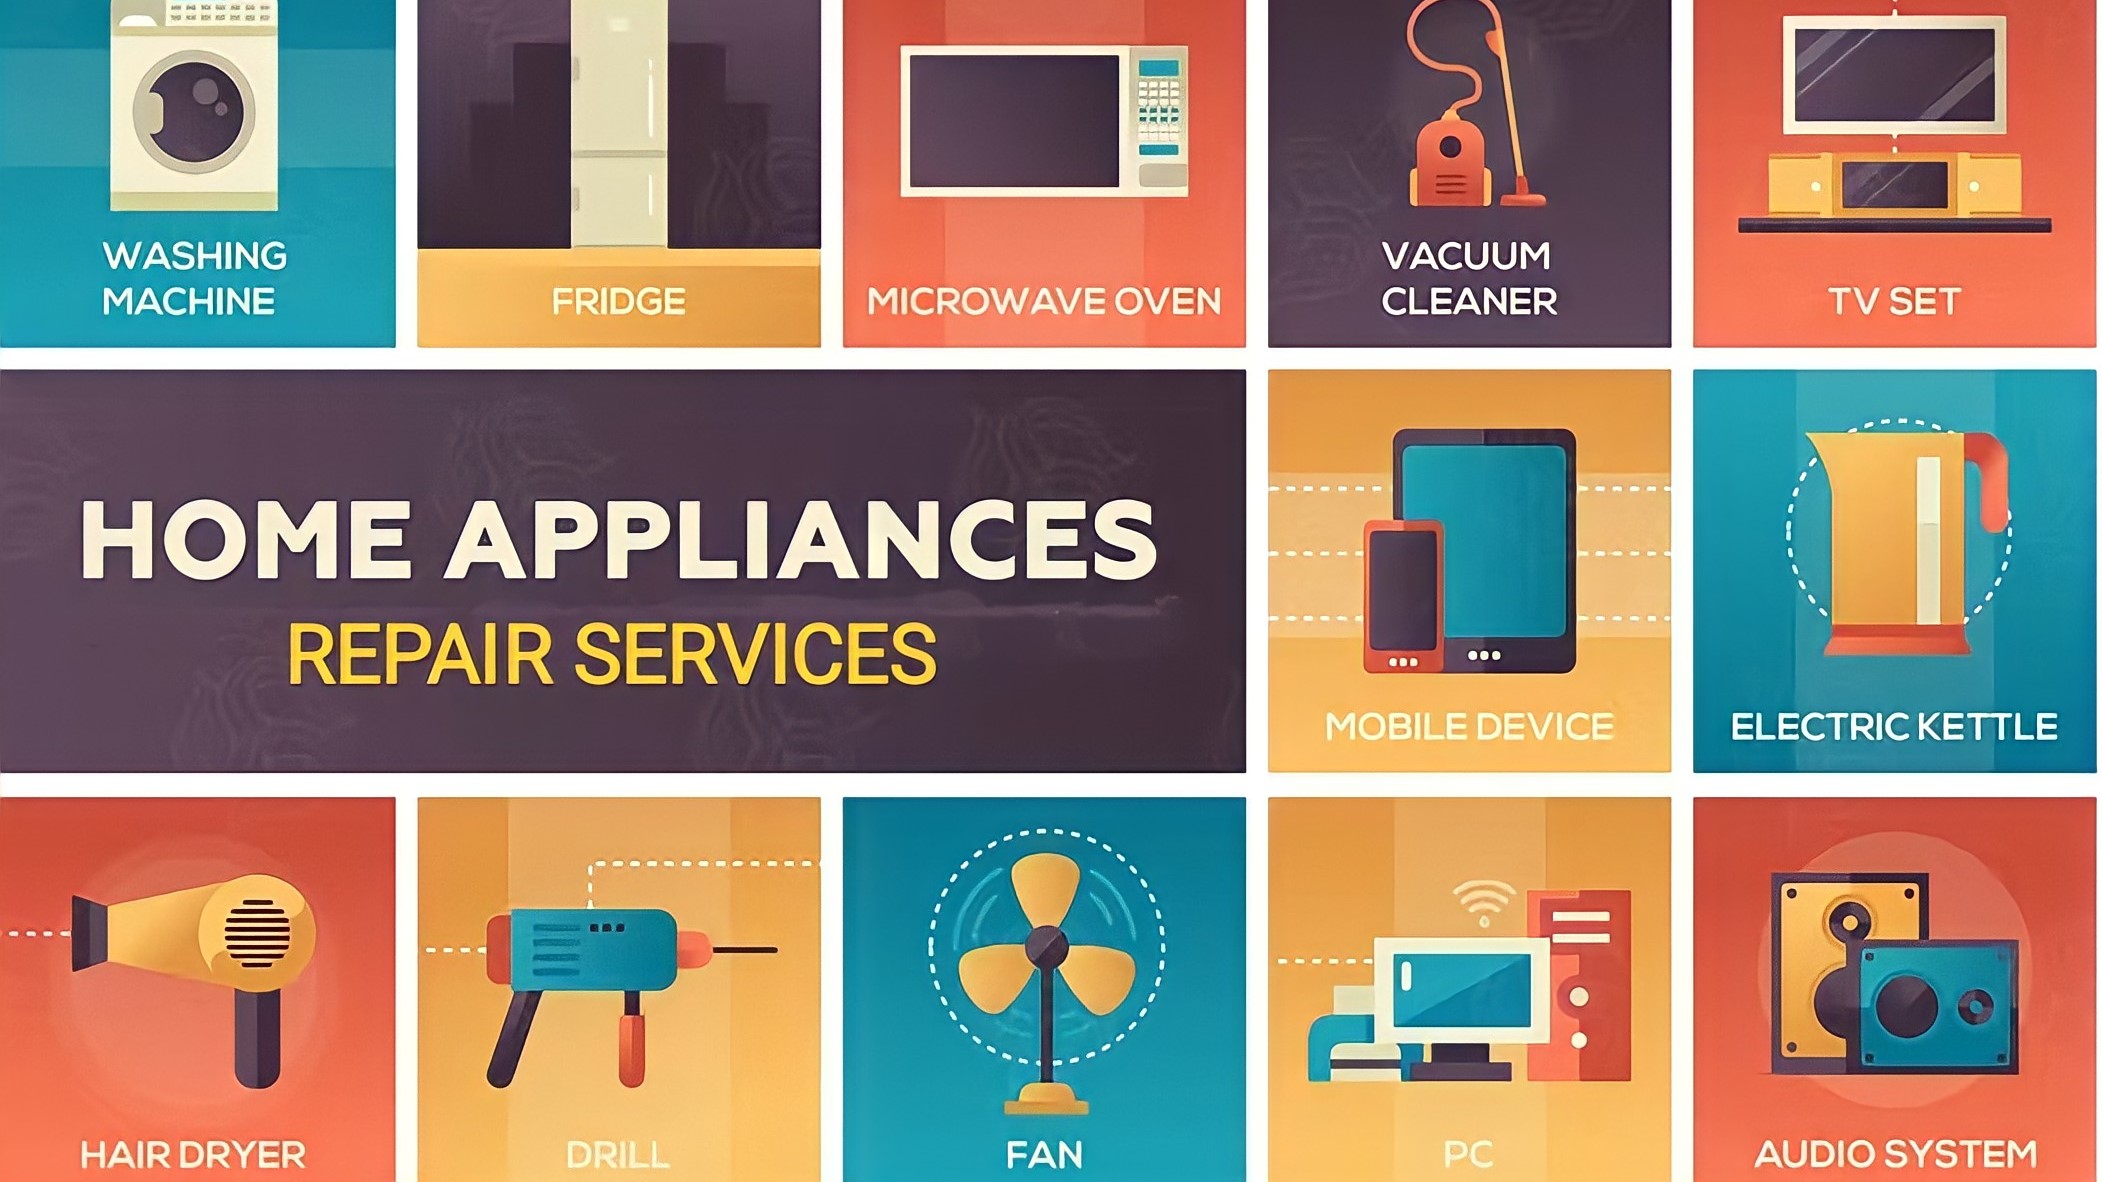 WASHING
MACHINE
FRIDGE
MICROWAVE OVEN
VACUUM
CLEANER
TV SET
HOME APPLIANCES
REPAIR SERVICES
MOBILE DEVICE
ELECTRIC KETTLE
HAIR DRYER
DRILL
FAN
PC
AUDIO SYSTEM